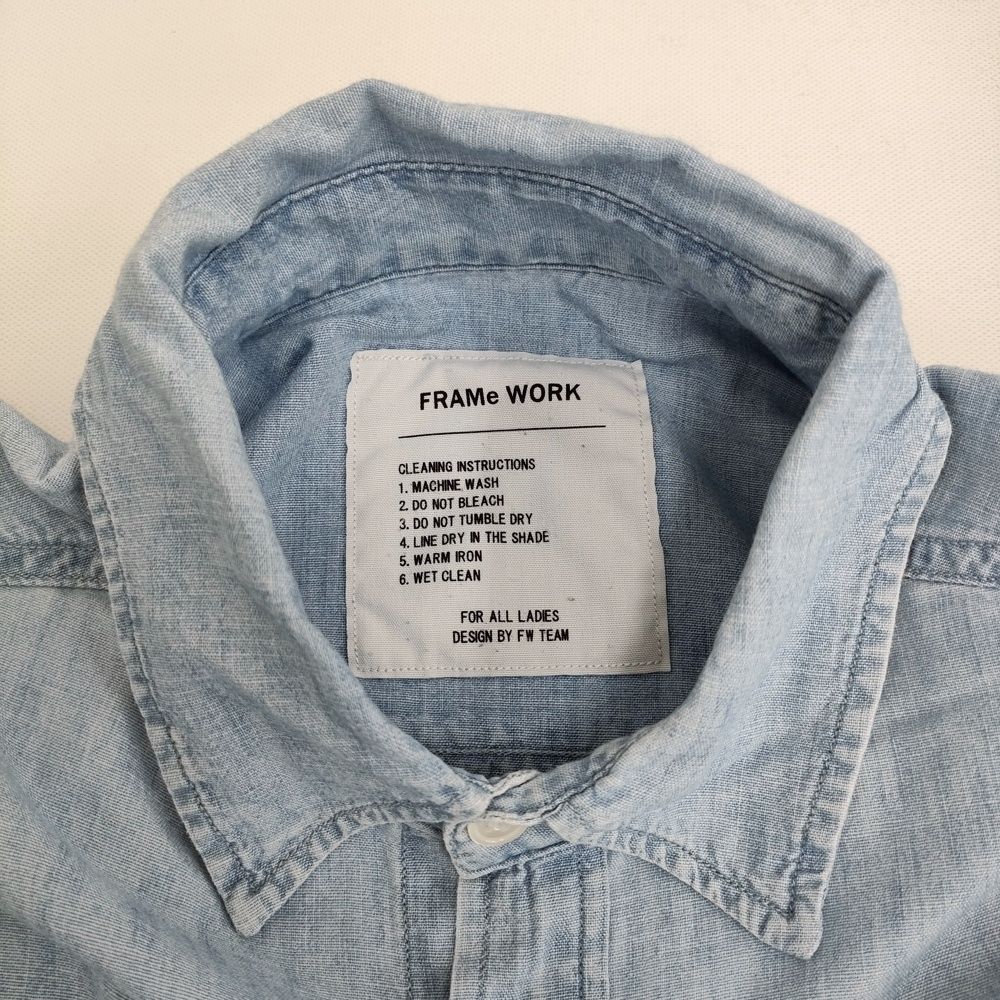 FRAMe WORK
CLEANING INSTRUCTIONS
1. MACHINE WASH
2. DO NOT BLEACH
3. DO NOT TUMBLE DRY
4. LINE DRY IN THE SHADE
5. WARM IRON
6. WET CLEAN
FOR ALL LADIES
DESIGN BY FW TEAM